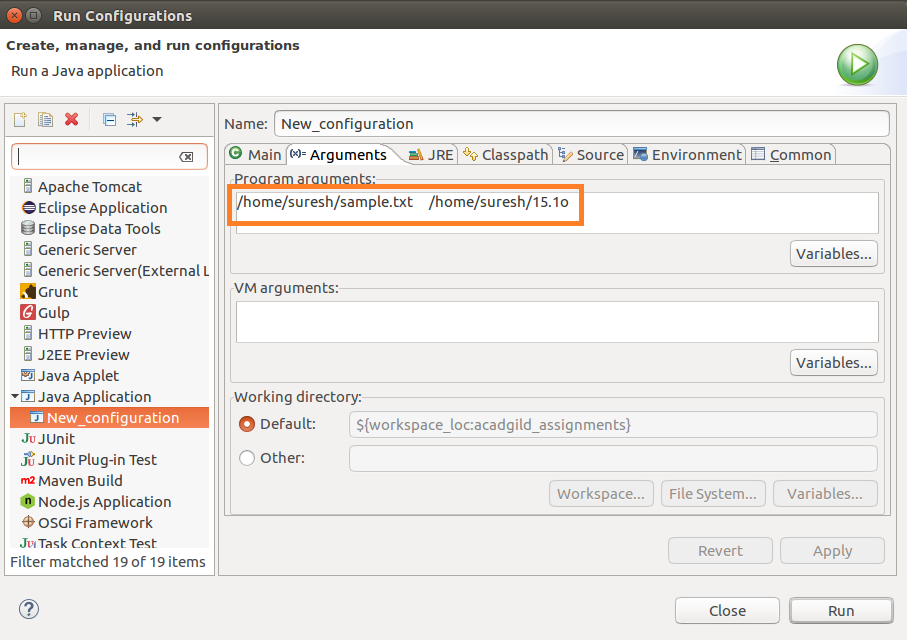 Run Configurations
Create, manage, and run configurations
Run a Java application
Name: New_configuration
Main (x)= Arguments JRE Classpath Source Environment Common
Program arguments:
/home/suresh/sample.txt /home/suresh/15.1o
Variables...
VM arguments:
Variables...
Working directory:
Default: ${workspace_loc:acadgild_assignments}
Other:
Workspace... File System... Variables...
Revert Apply
Apache Tomcat
Eclipse Application
Eclipse Data Tools
Generic Server
Generic Server(External L
Grunt
Gulp
HTTP Preview
J2EE Preview
Java Applet
Java Application
New_configuration
JUnit
JUnit Plug-in Test
Maven Build
Node.js Application
OSGi Framework
Task Context Test
Filter matched 19 of 19 items
Close Run